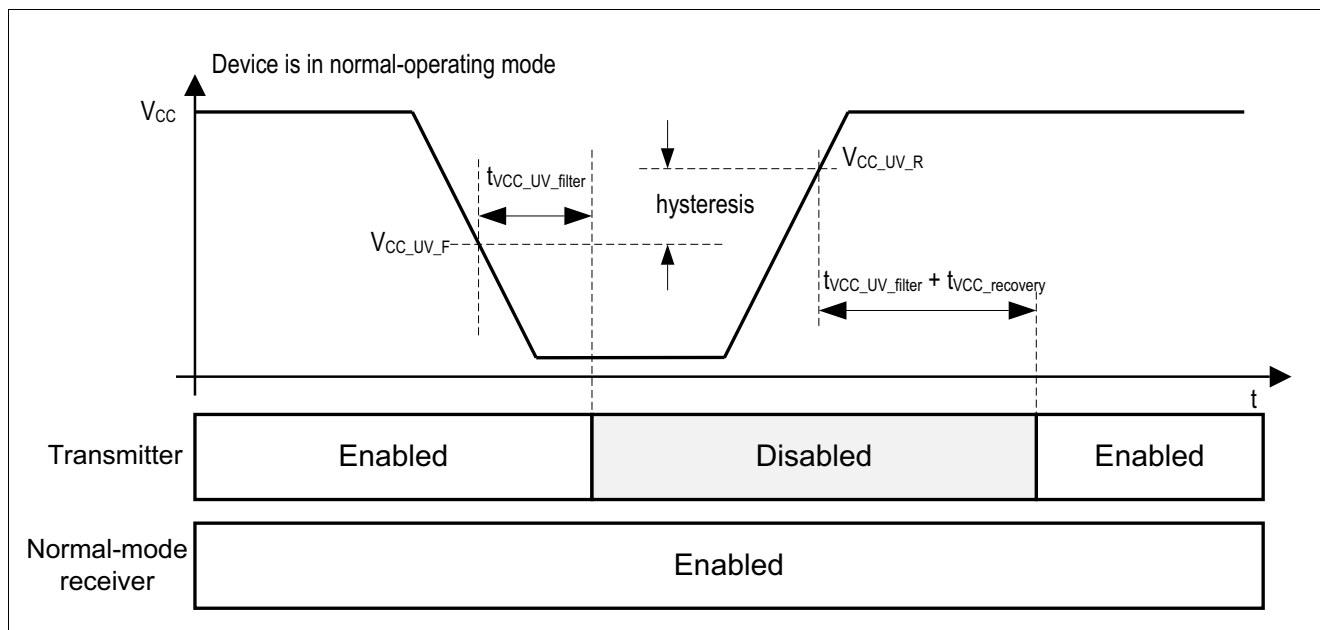 Device is in normal-operating mode
VCC
VCC_UV_R
tVCC_UV_filter
hysteresis
VCC_UV_F
tVCC_UV_filter + tVCC_recovery
t
Transmitter
Enabled
Disabled
Enabled
Normal-mode
receiver
Enabled